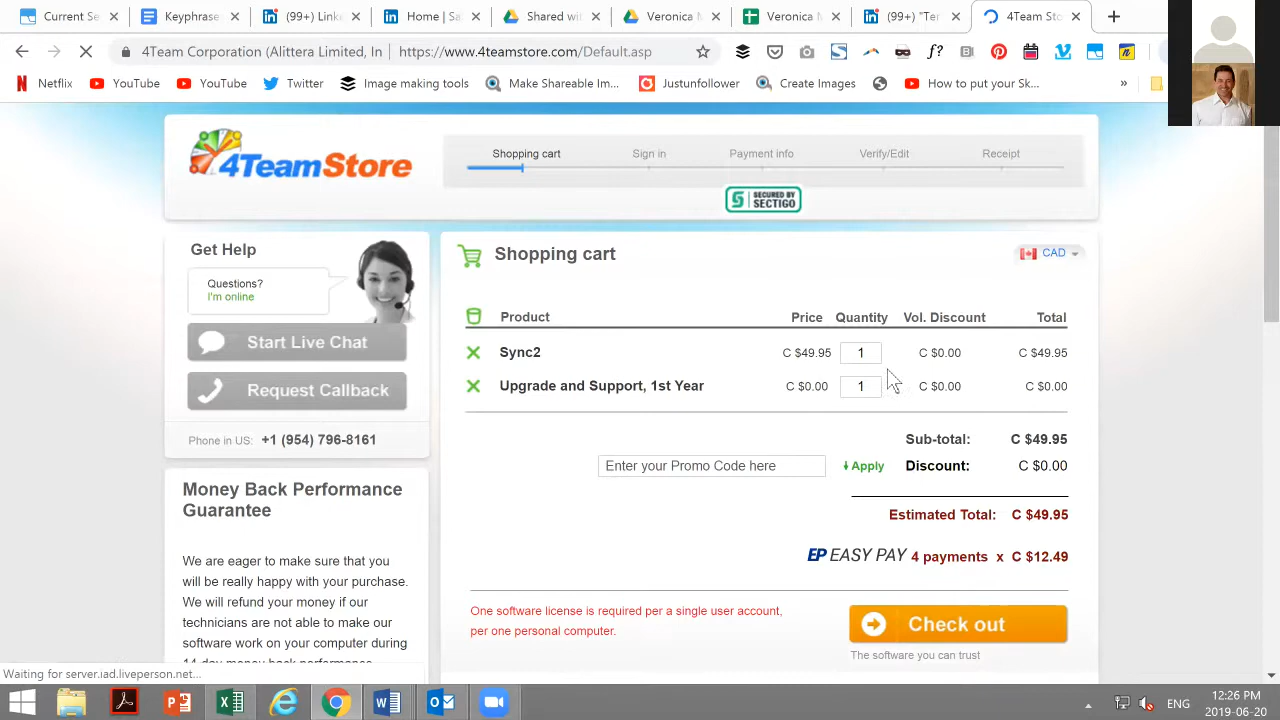 Current S
Keyphrase
(99+) Link
Home | Sa
Shared wi
Veronica M
Veronica M
(99+) "Ter
4Team Sto
4Team Corporation (Alittera Limited, In
https://www.4teamstore.com/Default.asp
f?
Netflix
YouTube
YouTube
Twitter
Image making tool
Make Shareable Im...
Justunfollower
Create Images
How to put your Sk...
»
4TeamStore
Shopping cart
Sign in
Payment info
Verify/Edit
Receipt
SECURED BY
SECTIGO
Get Help
Questions?
I'm online
Start Live Chat
Request Callback
Phone in US: +1 (954) 796-8161
Money Back Performance
Guarantee
We are eager to make sure that you
will be really happy with your purchase.
We will refund your money if our
technicians are not able to make our
software work on your computer during
14-day money back performance
Shopping cart
CAD
Product Price Quantity Vol. Discount Total
Sync2 C $49.95 1 C $0.00 C $49.95
Upgrade and Support, 1st Year C $0.00 1 C $0.00 C $0.00
Sub-total: C $49.95
Enter your Promo Code here Apply Discount: C $0.00
Estimated Total: C $49.95
EP EASY PAY 4 payments x C $12.49
One software license is required per a single user account,
per one personal computer.
Check out
The software you can trust
Waiting for server.iad.liveperson.net...
ENG
12:26 PM
2019-06-20